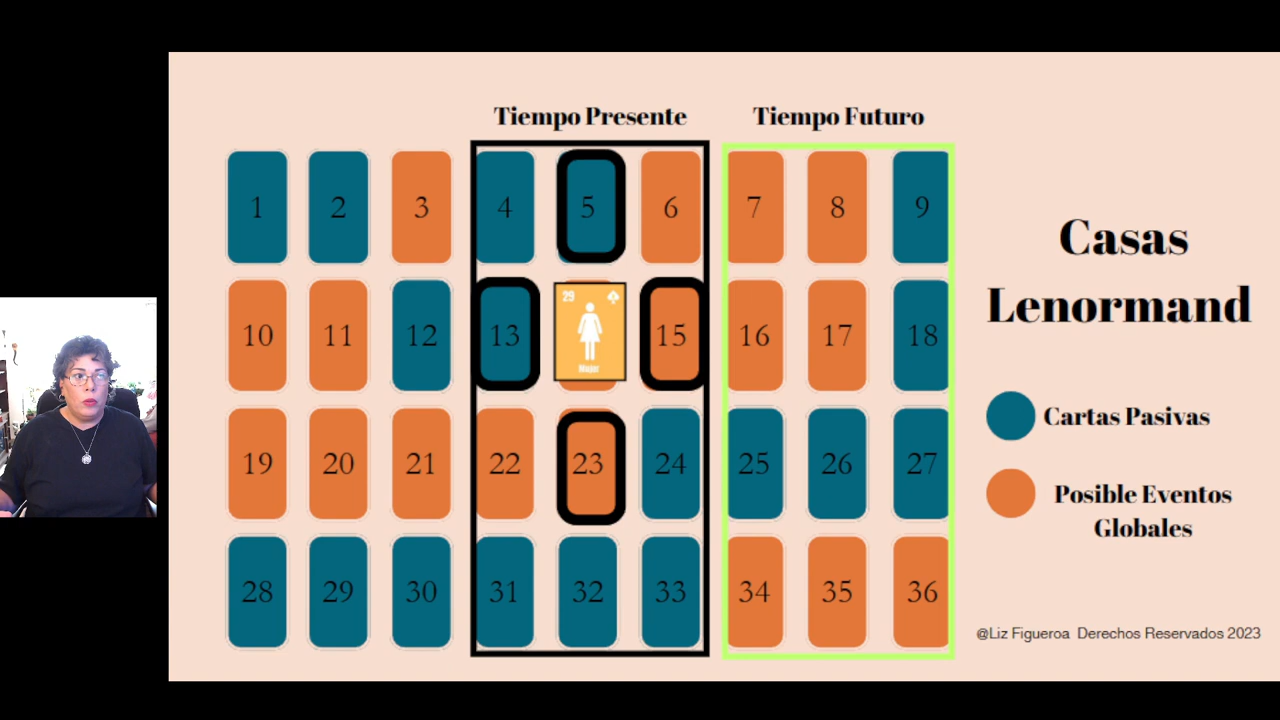 Tiempo Presente Tiempo Futuro
1 2 3 4 5 6 7 8 9
Casas
Lenormand
10 11 12 13 29 Mujer 15 16 17 18
Cartas Pasivas
19 20 21 22 23 24 25 26 27
Posible Eventos
Globales
28 29 30 31 32 33 34 35 36
@Liz Figueroa Derechos Reservados 2023